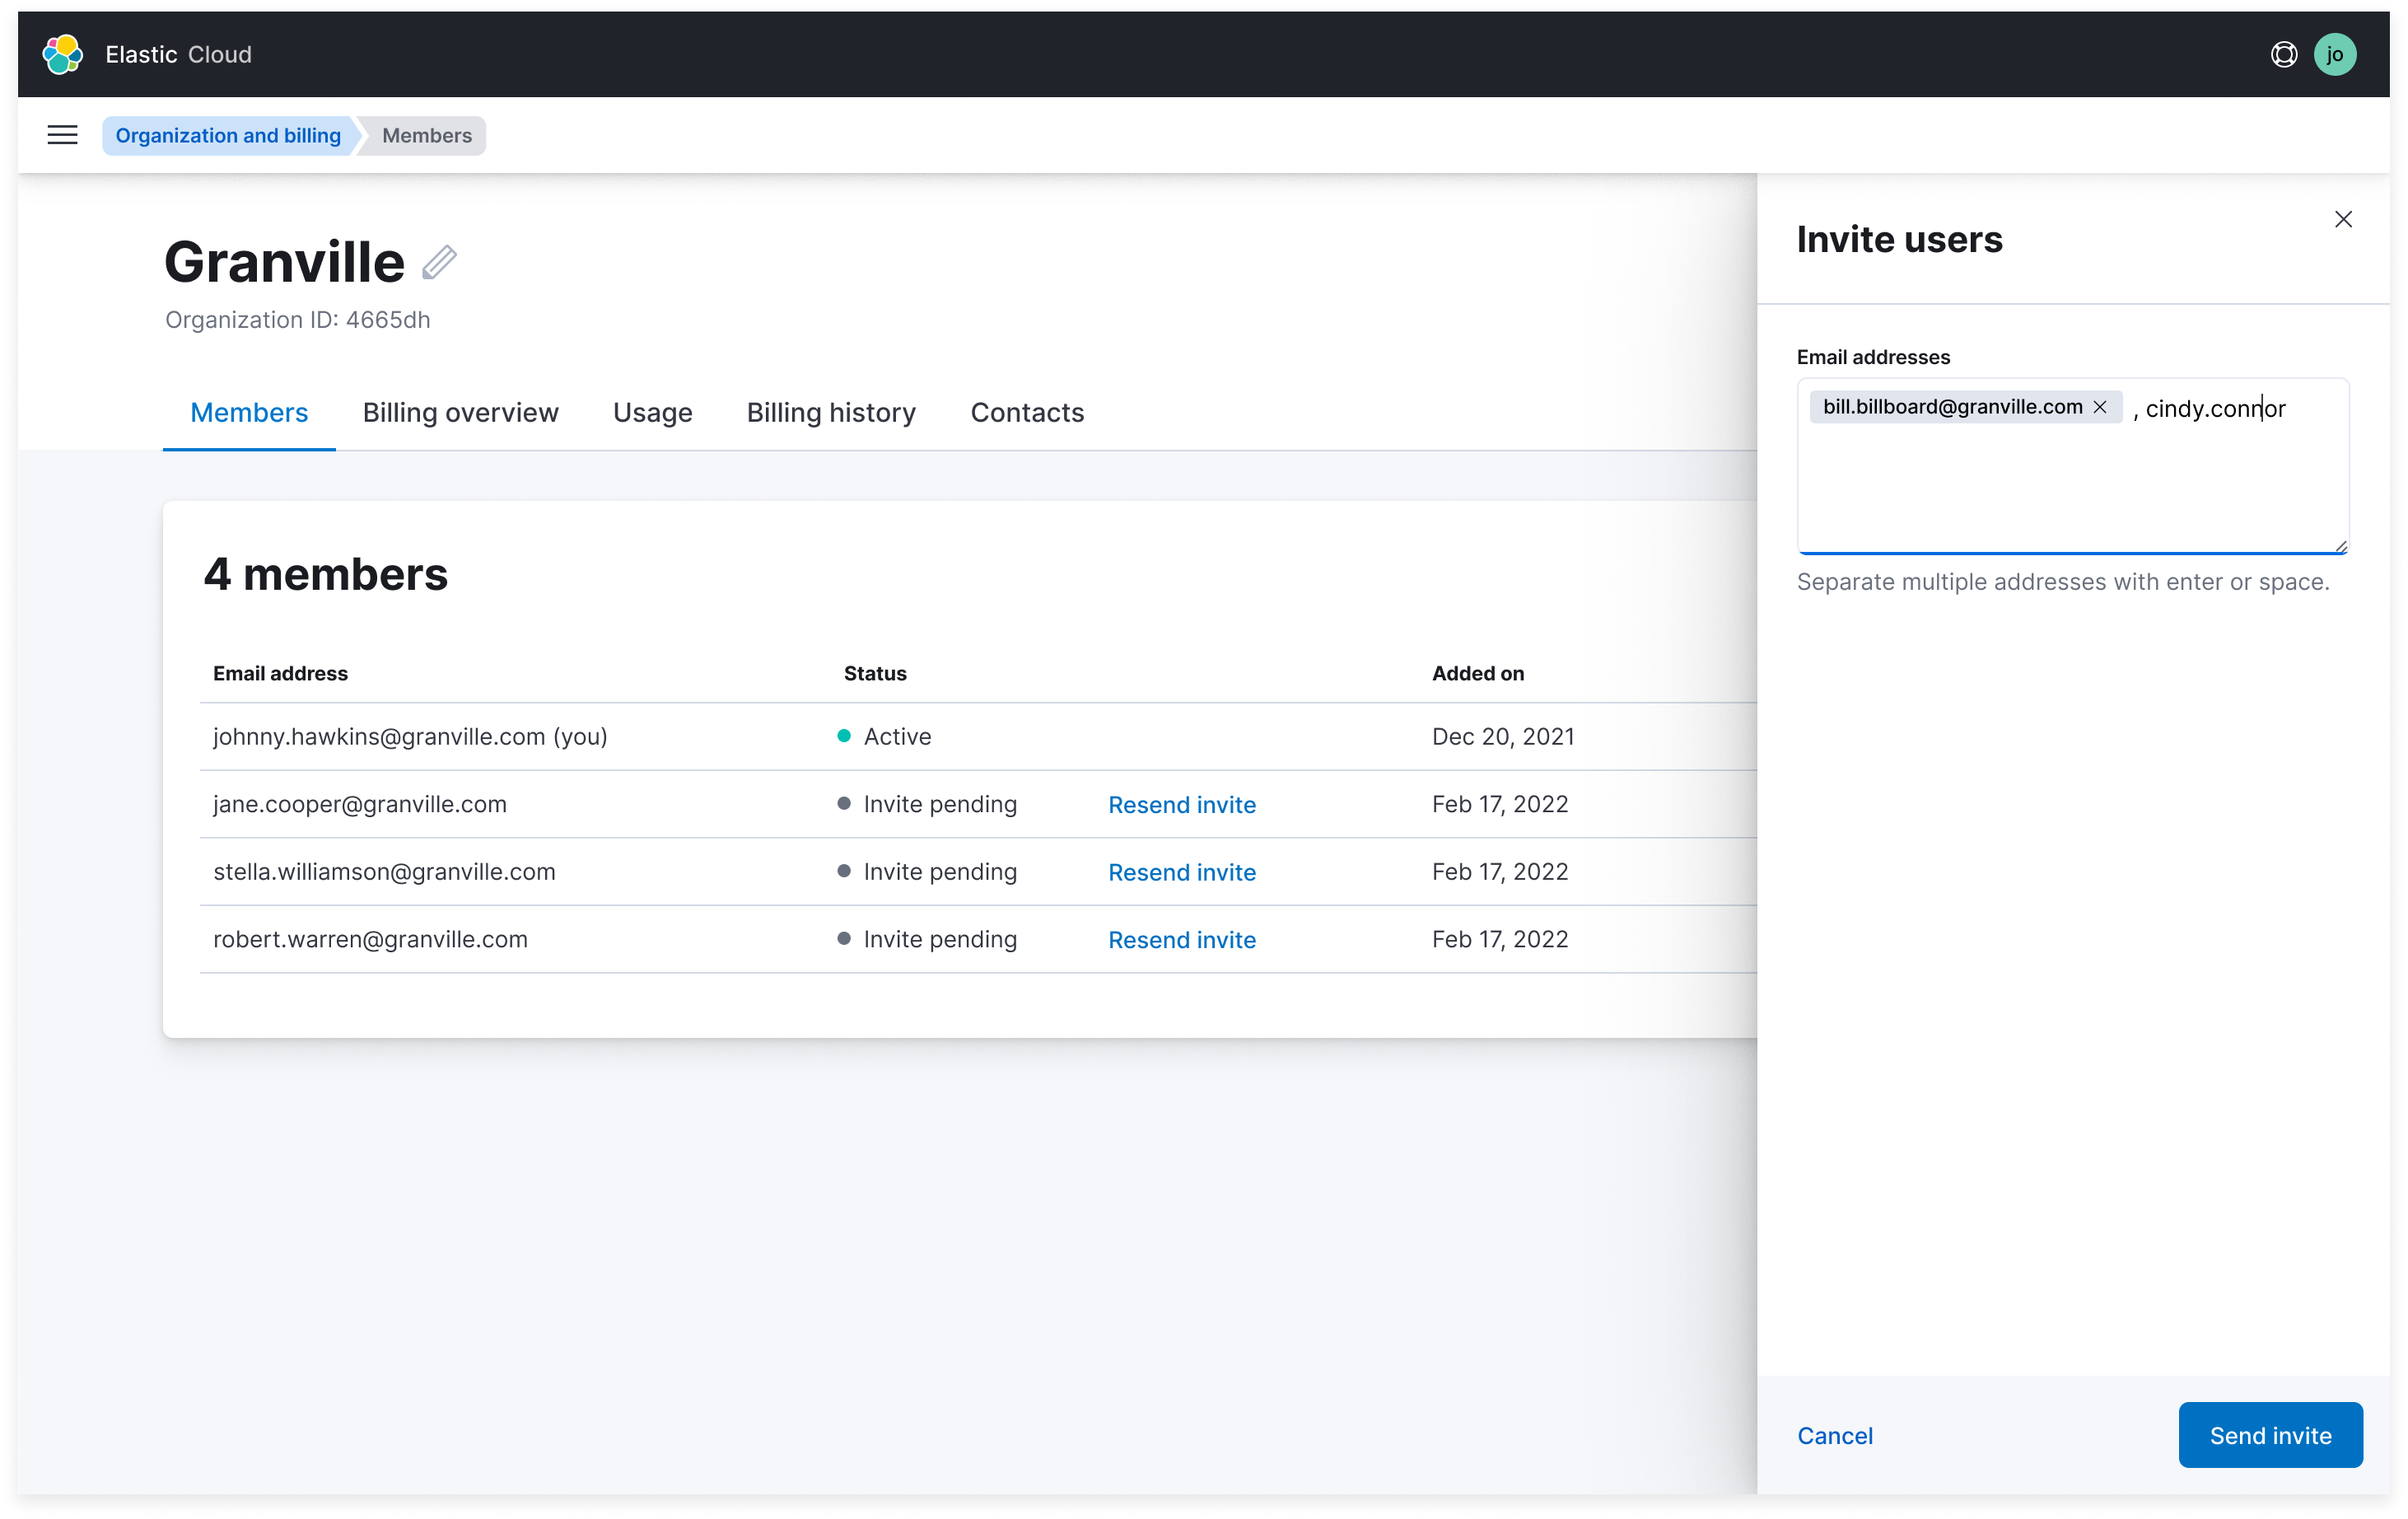 Elastic Cloud
jo
Organization and billing
Members
Granville
Organization ID: 4665dh
Members
Billing overview
Usage
Billing history
Contacts
4 members
Email address Status Added on
johnny.hawkins@granville.com (you) Active Dec 20, 2021
jane.cooper@granville.com Invite pending Resend invite Feb 17, 2022
stella.williamson@granville.com Invite pending Resend invite Feb 17, 2022
robert.warren@granville.com Invite pending Resend invite Feb 17, 2022
Invite users
Email addresses
bill.billboard@granville.com , cindy.connor
Separate multiple addresses with enter or space.
Cancel
Send invite